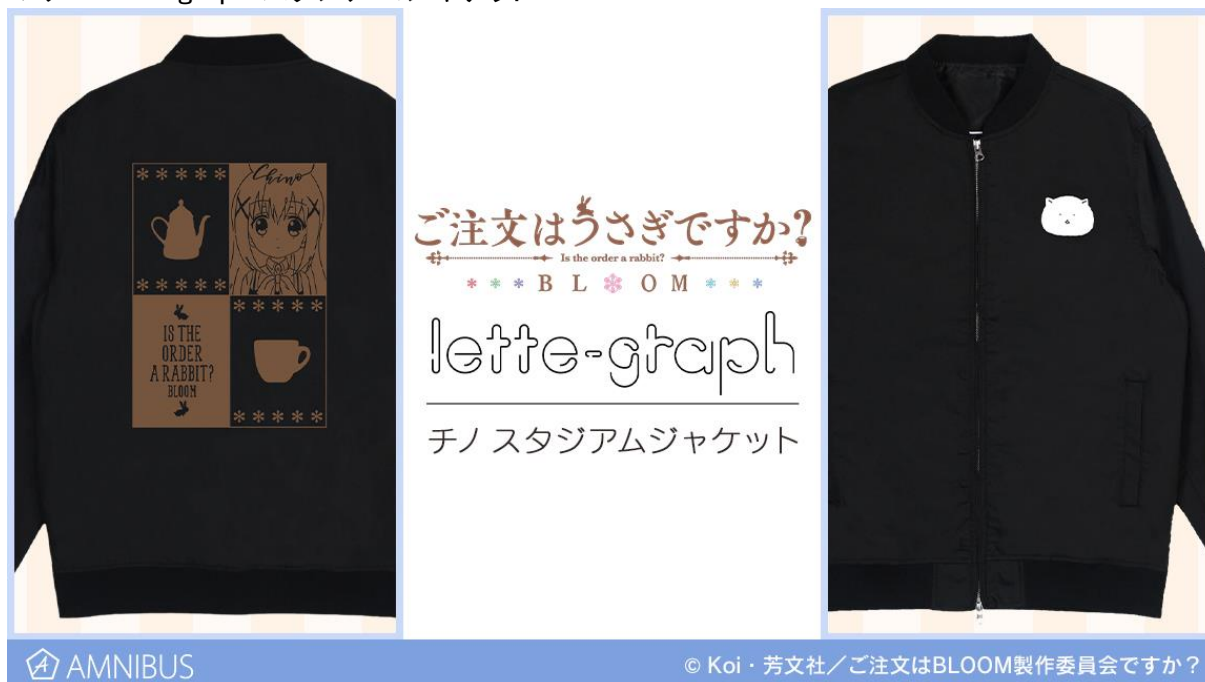 Chino
IS THE
ORDER
A RABBIT?
BLOOM
ご注文はうさぎですか?
Is the order a rabbit?
BLOOM
lette-graph
チノ スタジアムジャケット
AMNIBUS
© Koi・芳文社／ご注文はBLOOM製作委員会ですか？